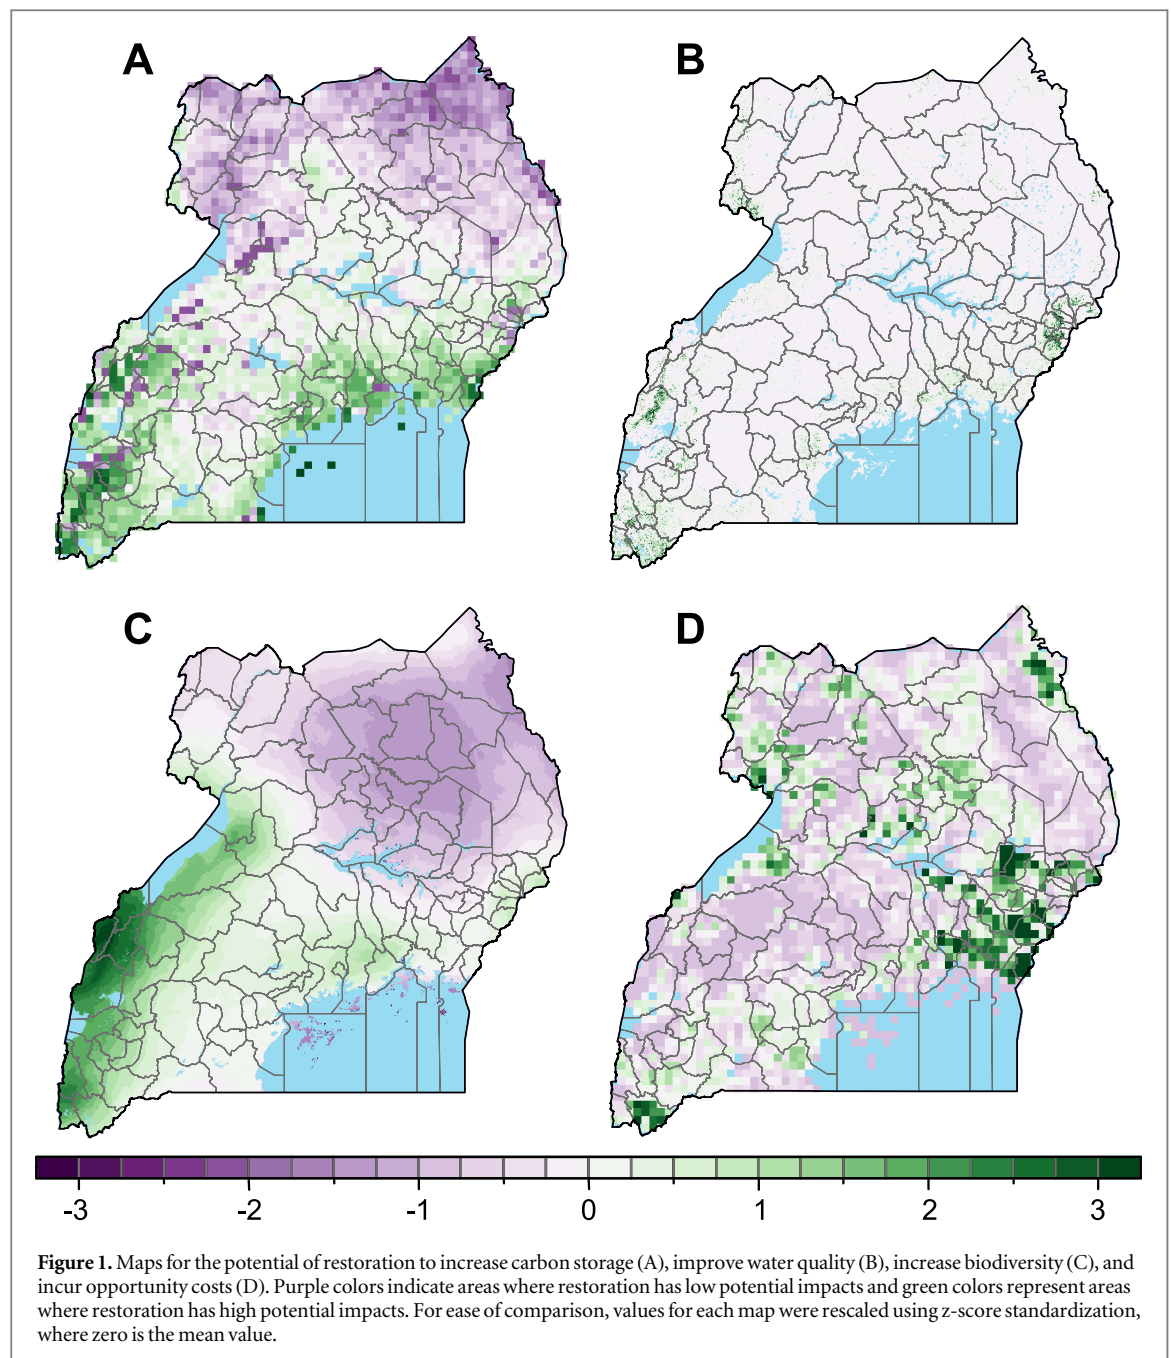 A
B
C
D
-3
-2
-1
0
1
2
3
Figure 1. Maps for the potential of restoration to increase carbon storage (A), improve water quality (B), increase biodiversity (C), and
incur opportunity costs (D). Purple colors indicate areas where restoration has low potential impacts and green colors represent areas
where restoration has high potential impacts. For ease of comparison, values for each map were rescaled using z-score standardization,
where zero is the mean value.